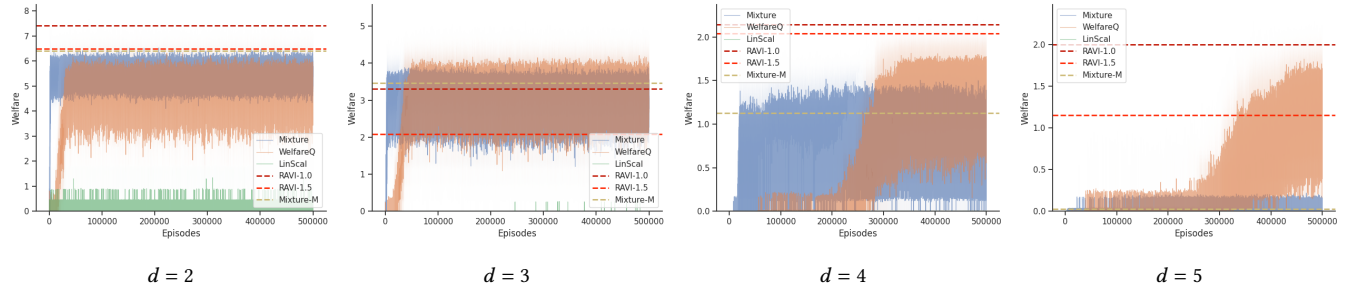 8
7
6
5
4
3
2
1
0
Welfare
0
100000
200000
300000
400000
500000
Episodes
Mixture
WelfareQ
LinScal
RAVI-1.0
RAVI-1.5
Mixture-M
d = 2
5
4
3
2
1
0
Welfare
0
100000
200000
300000
400000
500000
Episodes
Mixture
WelfareQ
LinScal
RAVI-1.0
RAVI-1.5
Mixture-M
d = 3
2.0
1.5
1.0
0.5
0.0
Welfare
0
100000
200000
300000
400000
500000
Episodes
Mixture
WelfareQ
LinScal
RAVI-1.0
RAVI-1.5
Mixture-M
d = 4
2.0
1.5
1.0
0.5
0.0
Welfare
0
100000
200000
300000
400000
500000
Episodes
Mixture
WelfareQ
LinScal
RAVI-1.0
RAVI-1.5
Mixture-M
d = 5